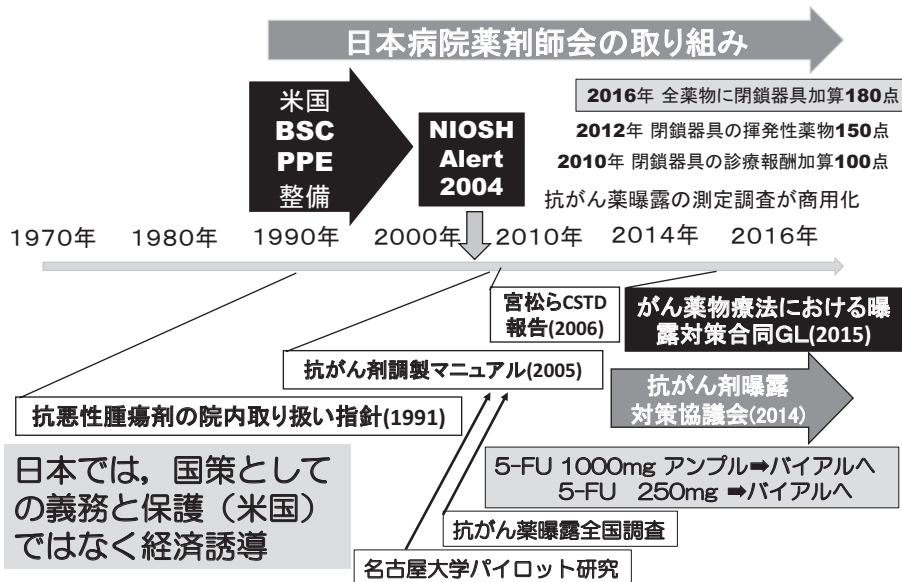 日本病院薬剤師会の取り組み
米国
BSC
PPE
整備
NIOSH
Alert
2004
2016年 全薬物に閉鎖器具加算180点
2012年 閉鎖器具の揮発性薬物150点
2010年 閉鎖器具の診療報酬加算100点
抗がん薬曝露の測定調査が商用化
1970年 1980年 1990年 2000年 2010年 2014年 2016年
宮松らCSTD
報告(2006)
がん薬物療法における曝
露対策合同GL(2015)
抗がん剤調製マニュアル(2005)
抗がん剤曝露
対策協議会(2014)
抗悪性腫瘍剤の院内取り扱い指針(1991)
日本では，国策として
の義務と保護（米国）
ではなく経済誘導
5-FU 1000mg アンプル➡バイアルへ
5-FU 250mg ➡バイアルへ
抗がん薬曝露全国調査
名古屋大学パイロット研究